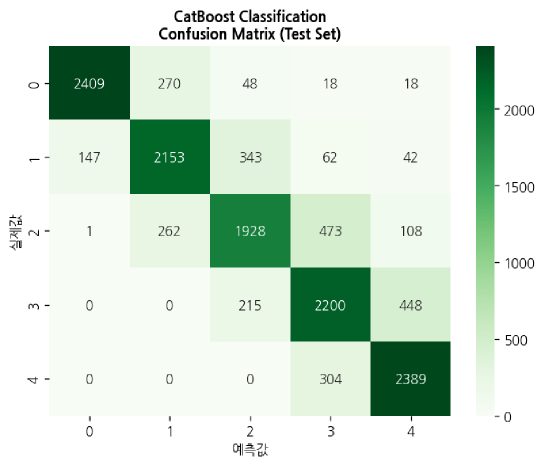 CatBoost Classification
Confusion Matrix (Test Set)
0 2409 270 48 18 18
1 147 2153 343 62 42
2 1 262 1928 473 108
3 0 0 215 2200 448
4 0 0 0 304 2389
0 1 2 3 4
예측값
실제값
2000
1500
1000
500
0